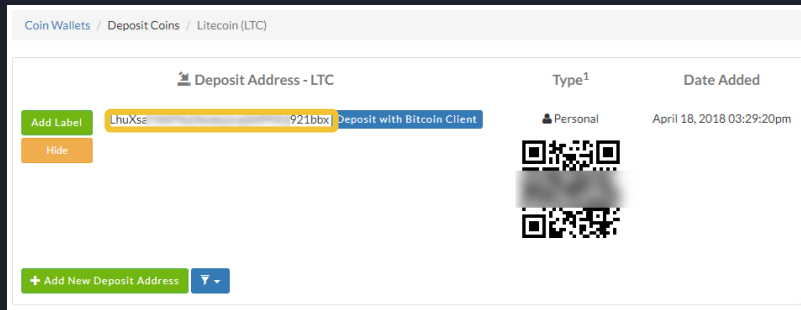 Coin Wallets / Deposit Coins / Litecoin (LTC)
Deposit Address - LTC Type1 Date Added
Add Label LhuXsa 921bbx Deposit with Bitcoin Client Personal April 18, 2018 03:29:20pm
Hide
+ Add New Deposit Address